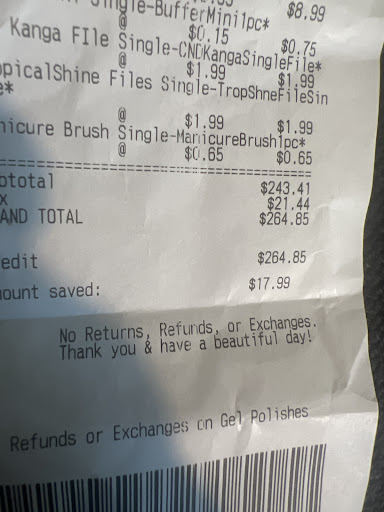 ingle-BufferMini1pc* $8.99
@ $0.15
Kanga FIle Single-CNDKangaSingleFile* $0.75
@ $1.99 $1.99
opicalShine Files Single-TropShneFileSin
e*
@ $1.99 $1.99
nicure Brush Single-ManicureBrush1pc*
@ $0.65 $0.65
ototal $243.41
x $21.44
AND TOTAL $264.85
edit $264.85
ount saved: $17.99
No Returns, Refunds, or Exchanges.
Thank you & have a beautiful day!
Refunds or Exchanges on Gel Polishes